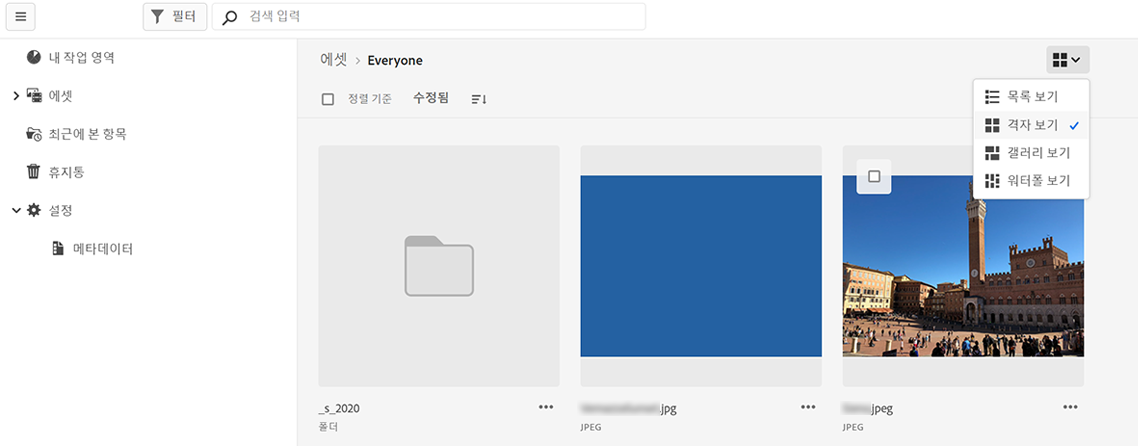 필터
검색 입력
내 작업 영역
에셋
최근에 본 항목
휴지통
설정
메타데이터
에셋 > Everyone
정렬 기준 수정됨
목록 보기
격자 보기
갤러리 보기
워터폴 보기
_s_2020
폴더
.jpg
JPEG
.jpeg
JPEG